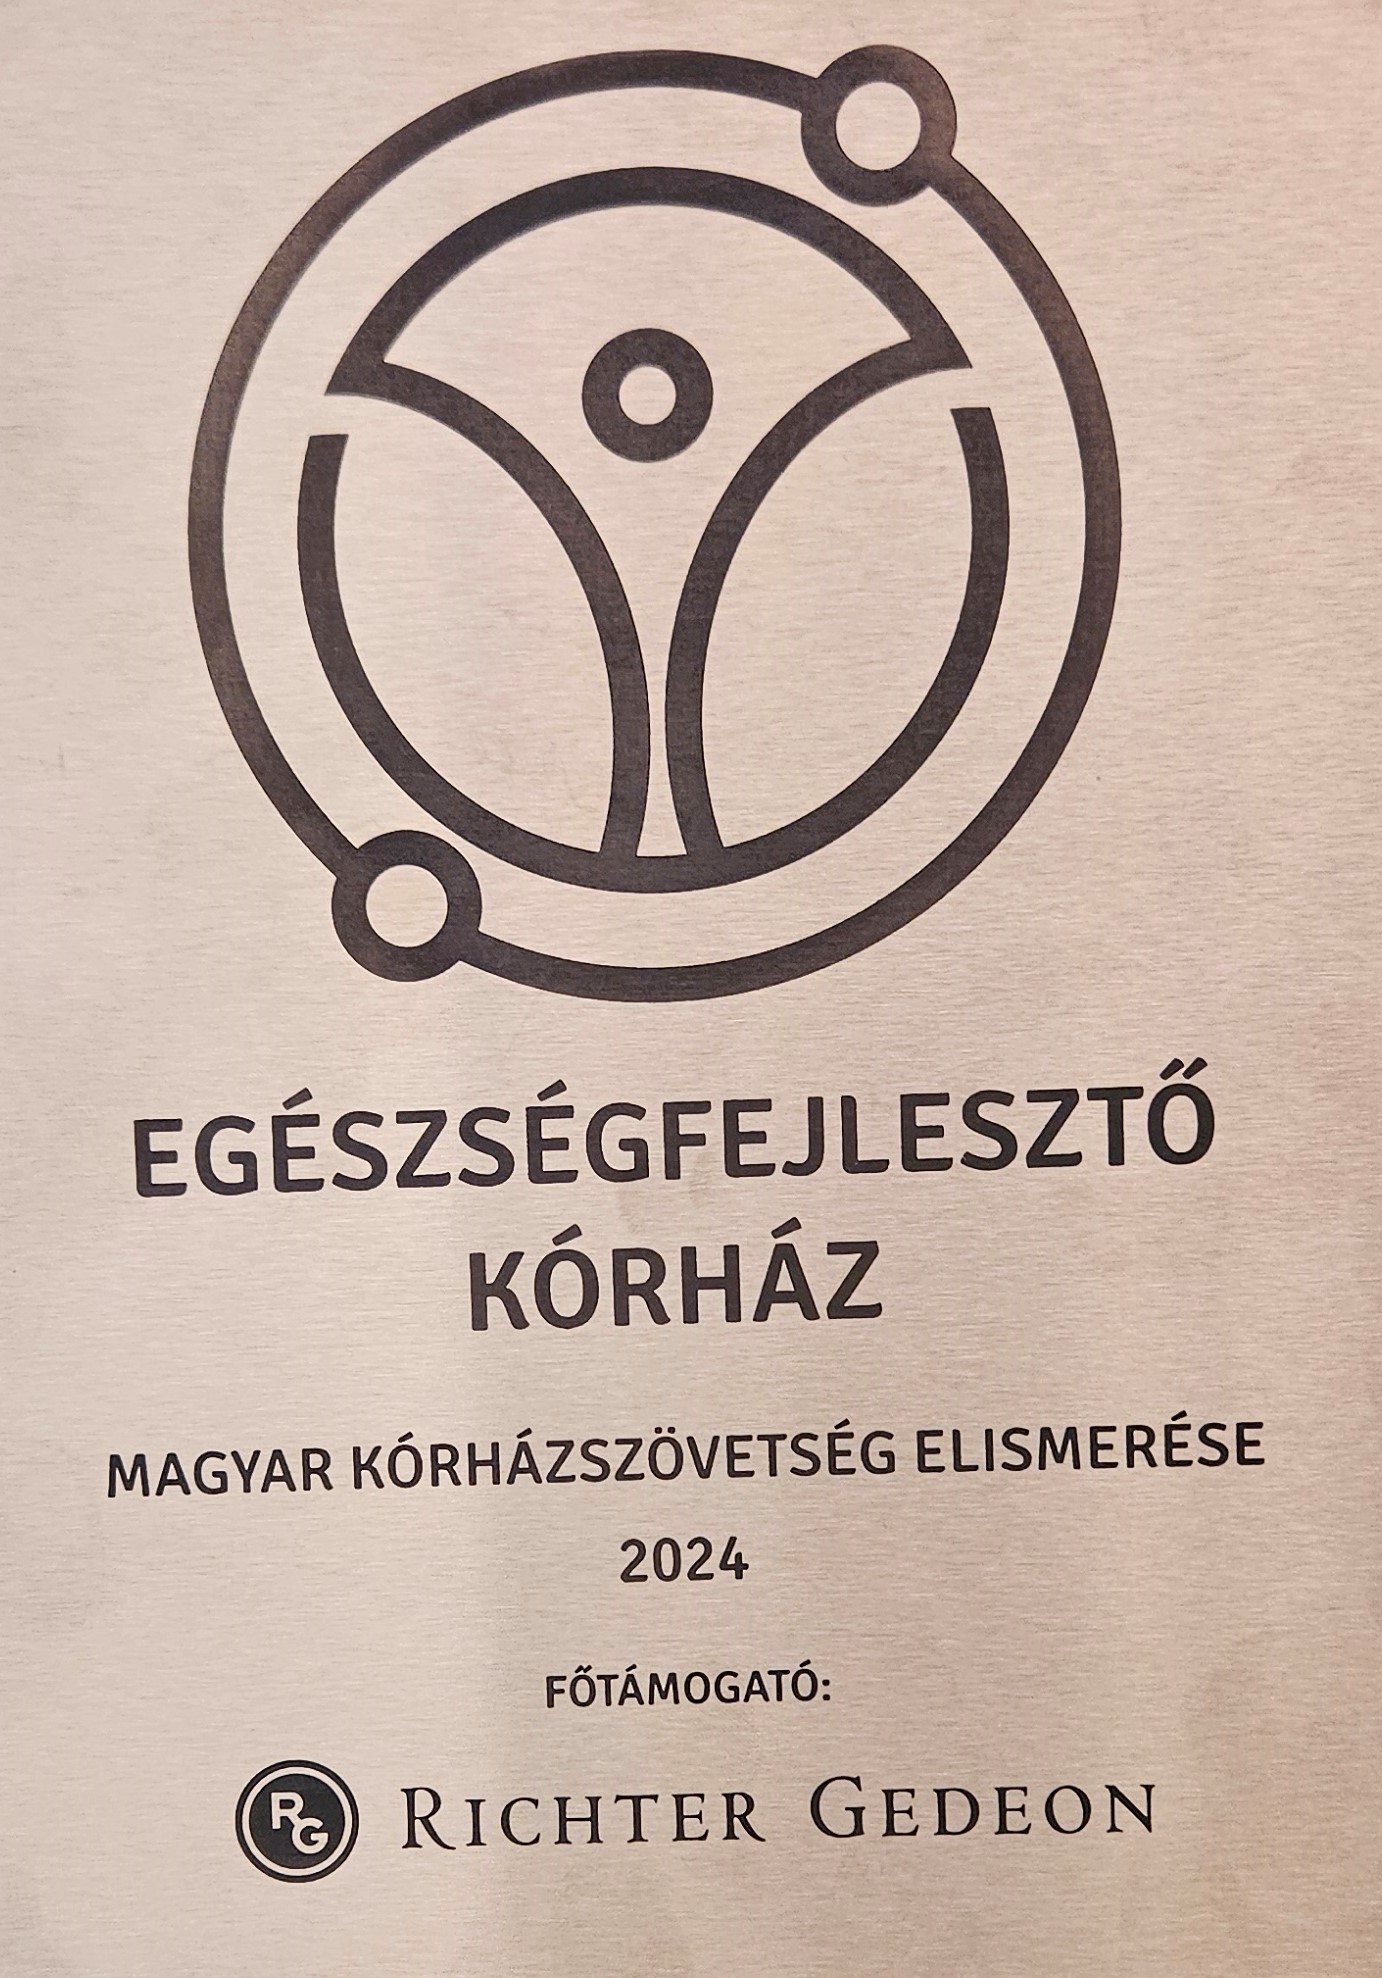 EGÉSZSÉGFEJLESZTŐ
KÓRHÁZ
MAGYAR KÓRHÁZSZÖVETSÉG ELISMERÉSE
2024
FŐTÁMOGATÓ:
RG RICHTER GEDEON